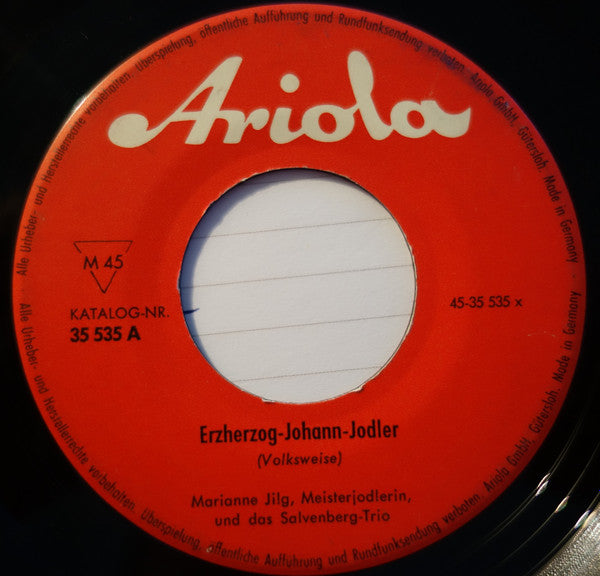 Alle Urheber- und Herstellerrechte vorbehalten. Überspielung, öffentliche Aufführung und Rundfunksendung verboten. Ariola GmbH, Gütersloh. Made in Germany
Ariola
M 45
KATALOG-NR.
35 535 A
45-35 535 x
Erzherzog-Johann-Jodler
(Volksweise)
Marianne Jilg, Meisterjodlerin,
und das Salvenberg-Trio
Alle Urheber- und Herstellerrechte vorbehalten. Überspielung, öffentliche Aufführung und Rundfunksendung verboten. Ariola GmbH, Gütersloh. Made in Germany